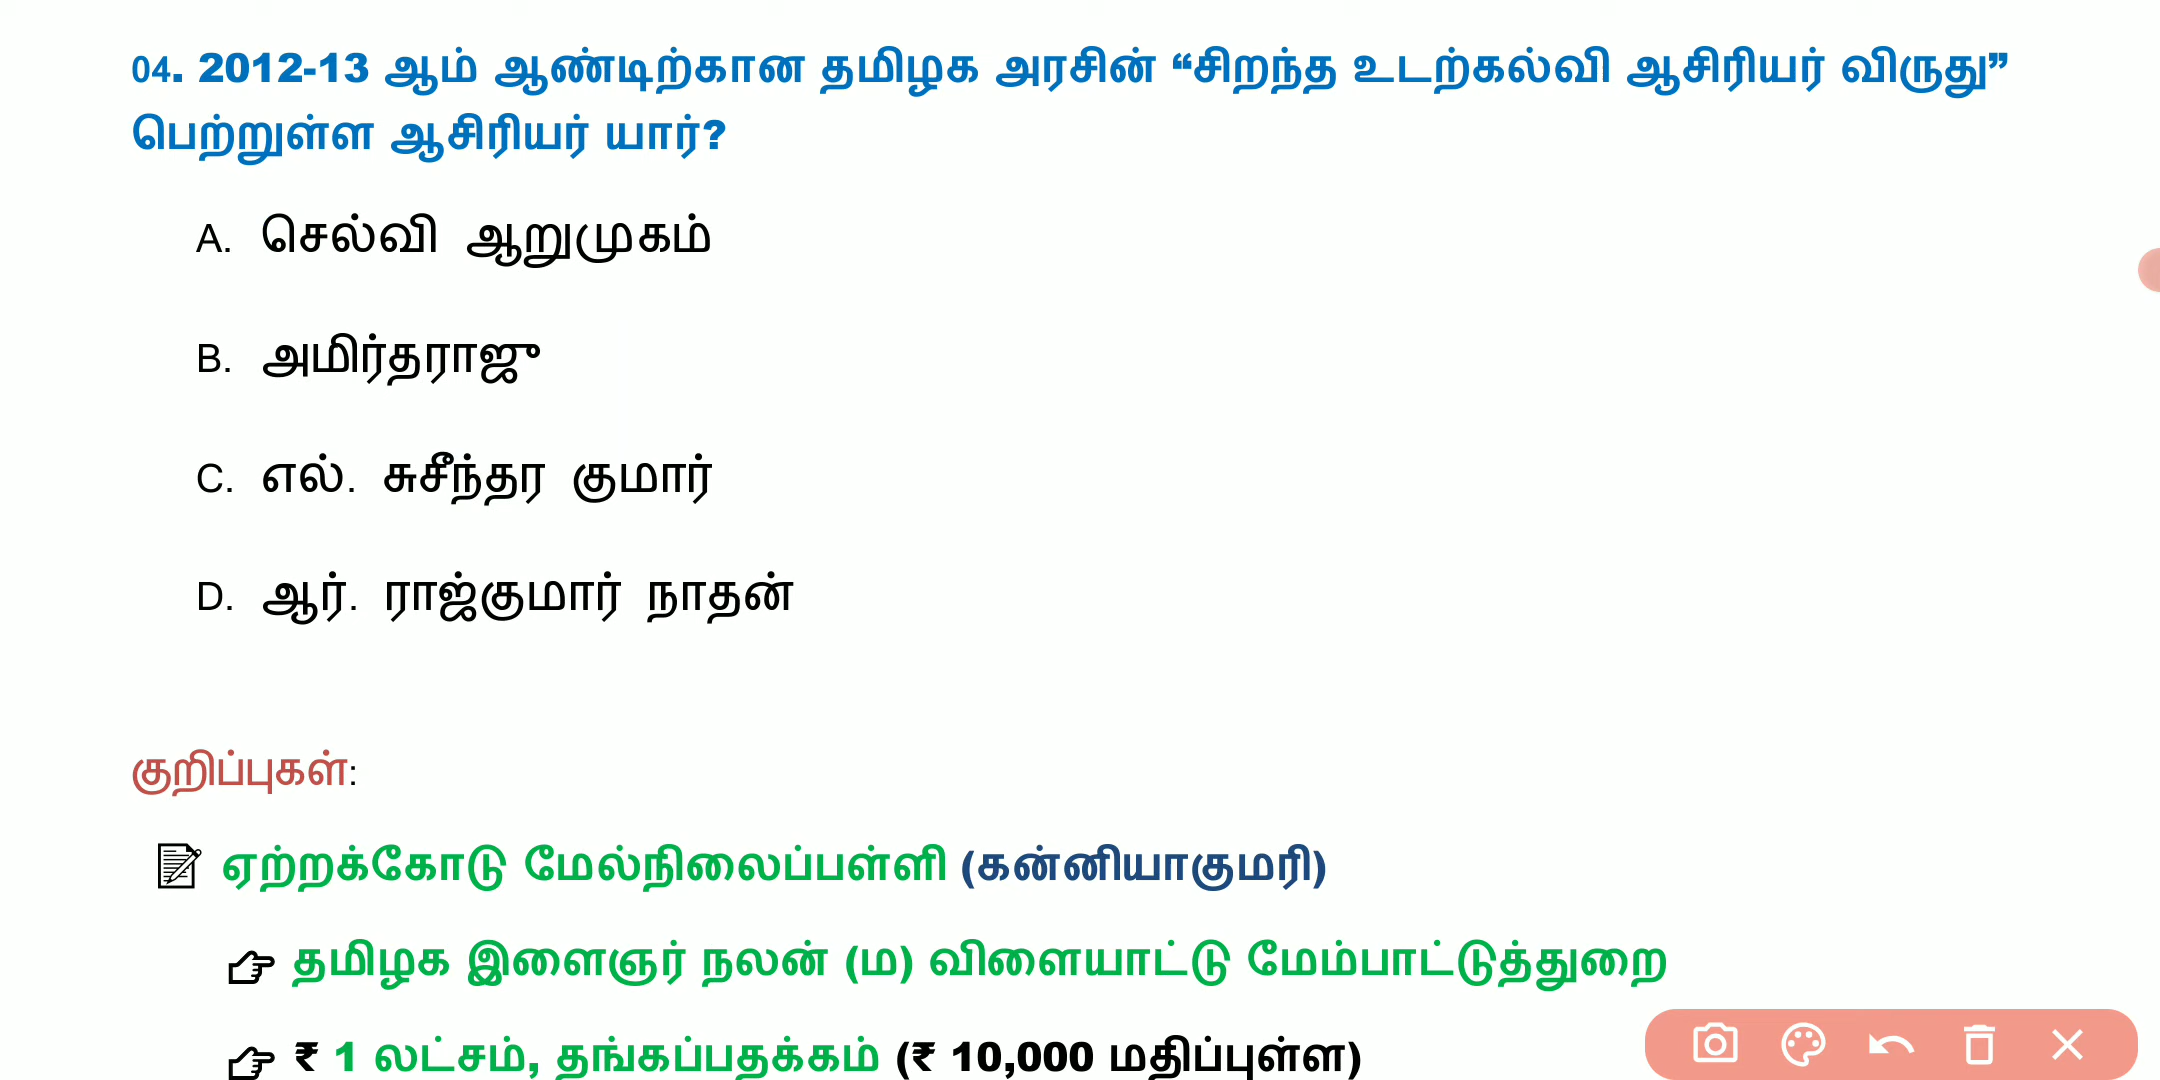 04. 2012-13 ஆம் ஆண்டிற்கான தமிழக அரசின் “சிறந்த உடற்கல்வி ஆசிரியர் விருது”
பெற்றுள்ள ஆசிரியர் யார்?
A. செல்வி ஆறுமுகம்
B. அமிர்தராஜு
C. எல். சுசீந்தர குமார்
D. ஆர். ராஜ்குமார் நாதன்
குறிப்புகள்:
ஏற்றக்கோடு மேல்நிலைப்பள்ளி (கன்னியாகுமரி)
தமிழக இளைஞர் நலன் (ம) விளையாட்டு மேம்பாட்டுத்துறை
₹ 1 லட்சம், தங்கப்பதக்கம் (₹ 10,000 மதிப்புள்ள)